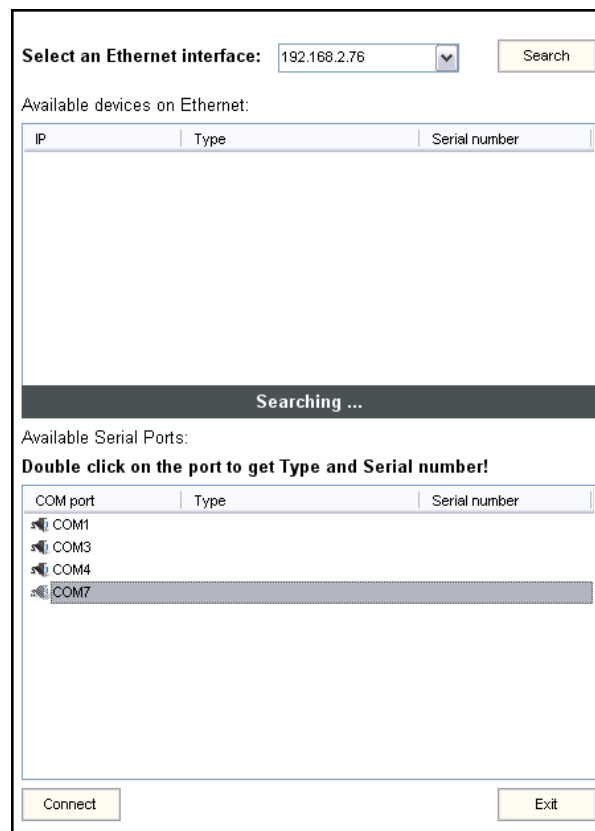 Select an Ethernet interface: 192.168.2.76 Search
Available devices on Ethernet:
IP Type Serial number
Searching ...
Available Serial Ports:
Double click on the port to get Type and Serial number!
COM port Type Serial number
COM1
COM3
COM4
COM7
Connect Exit